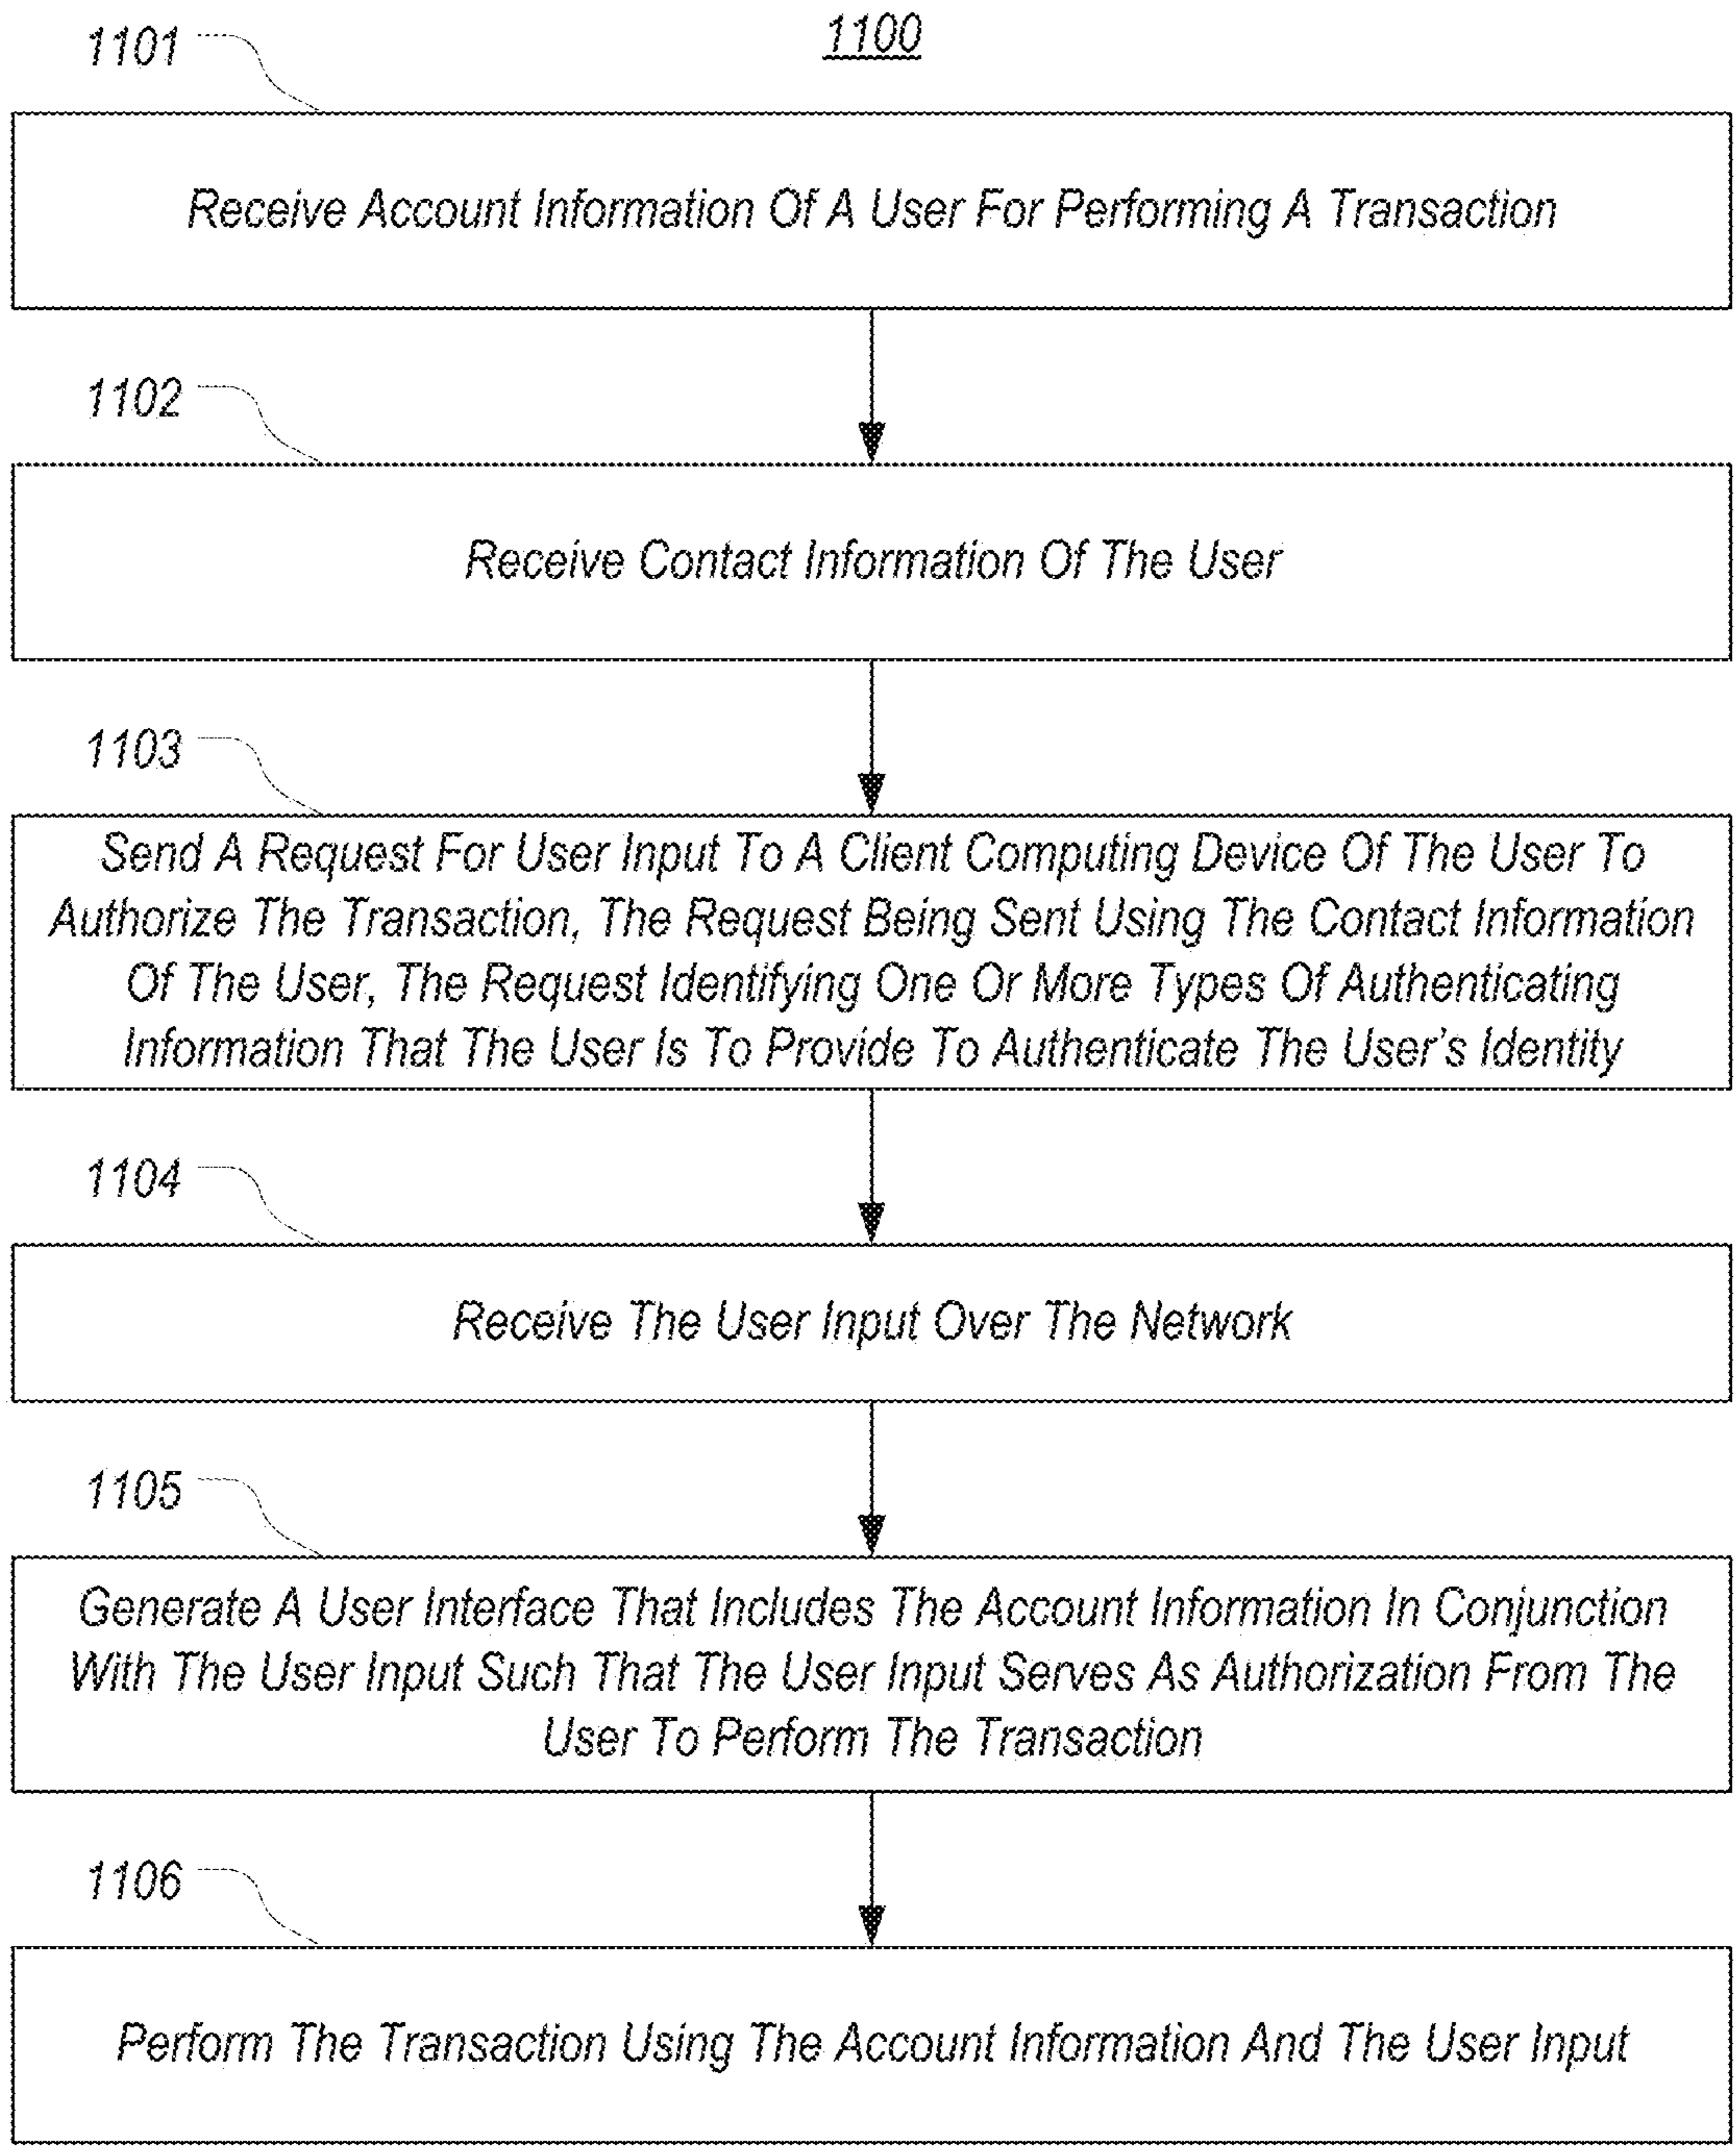 1100
1101
Receive Account Information Of A User For Performing A Transaction
1102
Receive Contact Information Of The User
1103
Send A Request For User Input To A Client Computing Device Of The User To
Authorize The Transaction, The Request Being Sent Using The Contact Information
Of The User, The Request Identifying One Or More Types Of Authenticating
Information That The User Is To Provide To Authenticate The User's Identity
1104
Receive The User Input Over The Network
1105
Generate A User Interface That Includes The Account Information In Conjunction
With The User Input Such That The User Input Serves As Authorization From The
User To Perform The Transaction
1106
Perform The Transaction Using The Account Information And The User Input